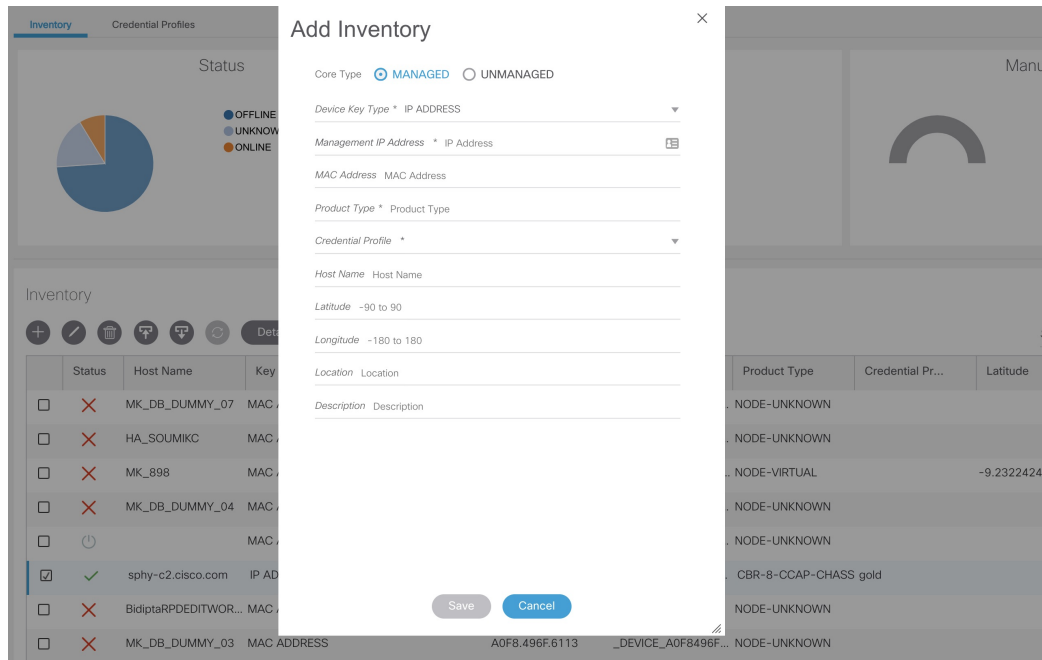 Inventory Credential Profiles
Status
OFFLINE
UNKNOW
ONLINE
Manu
Add Inventory
Core Type MANAGED UNMANAGED
Device Key Type * IP ADDRESS
Management IP Address * IP Address
MAC Address MAC Address
Product Type * Product Type
Credential Profile *
Host Name Host Name
Latitude -90 to 90
Longitude -180 to 180
Location Location
Description Description
Save Cancel
Inventory
Deta
Status Host Name Key Product Type Credential Pr... Latitude
MK_DB_DUMMY_07 MAC . NODE-UNKNOWN
HA_SOUMIKC MAC . NODE-UNKNOWN
MK_898 MAC .. NODE-VIRTUAL -9.2322424
MK_DB_DUMMY_04 MAC . NODE-UNKNOWN
MAC . NODE-UNKNOWN
sphy-c2.cisco.com IP AD . CBR-8-CCAP-CHASS gold
BidiptaRPDEDITWOR... MAC NODE-UNKNOWN
MK_DB_DUMMY_03 MAC ADDRESS A0F8.496F.6113 _DEVICE_A0F8496F... NODE-UNKNOWN